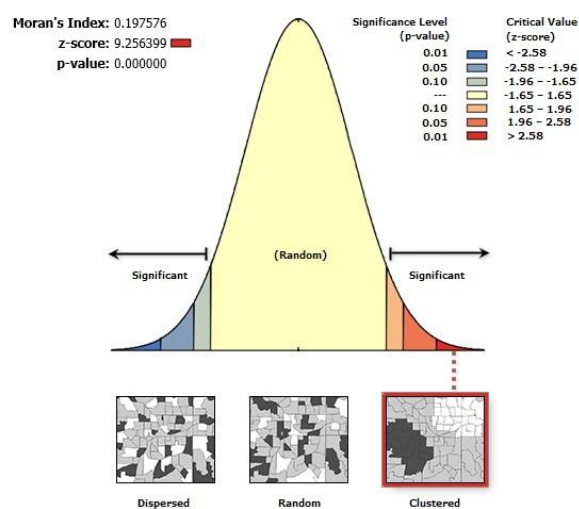 Moran's Index: 0.197576
z-score: 9.256399
p-value: 0.000000
Significance Level
(p-value)
Critical Value
(z-score)
0.01 < -2.58
0.05 -2.58 – -1.96
0.10 -1.96 – -1.65
--- -1.65 – 1.65
0.10 1.65 – 1.96
0.05 1.96 – 2.58
0.01 > 2.58
Significant
(Random)
Significant
Dispersed
Random
Clustered